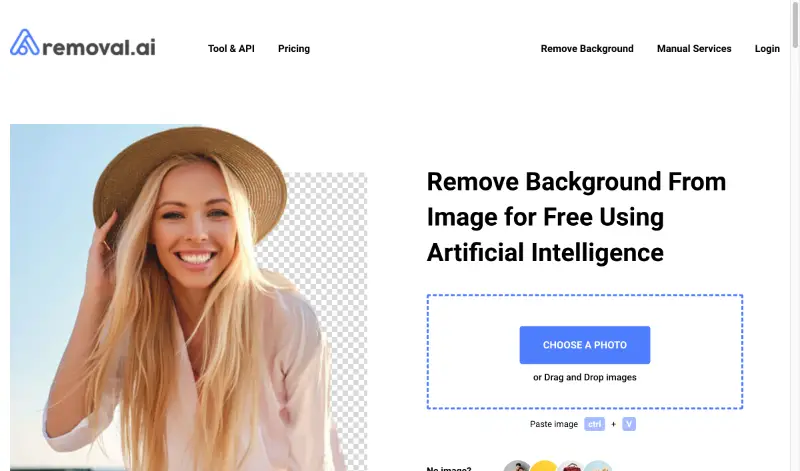 removal.ai
Tool & API
Pricing
Remove Background
Manual Services
Login
Remove Background From
Image for Free Using
Artificial Intelligence
CHOOSE A PHOTO
or Drag and Drop images
Paste image ctrl + V
No image?